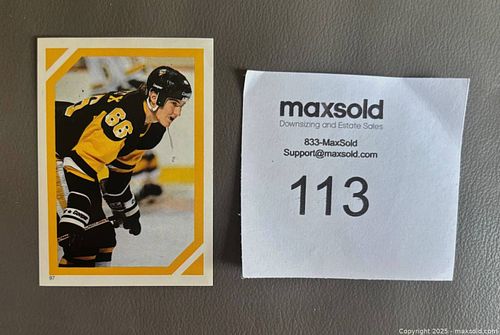 X
66
97
maxsold
Downsizing and Estate Sales
833-MaxSold
Support@maxsold.com
113
Copyright © 2025 - maxsold.com